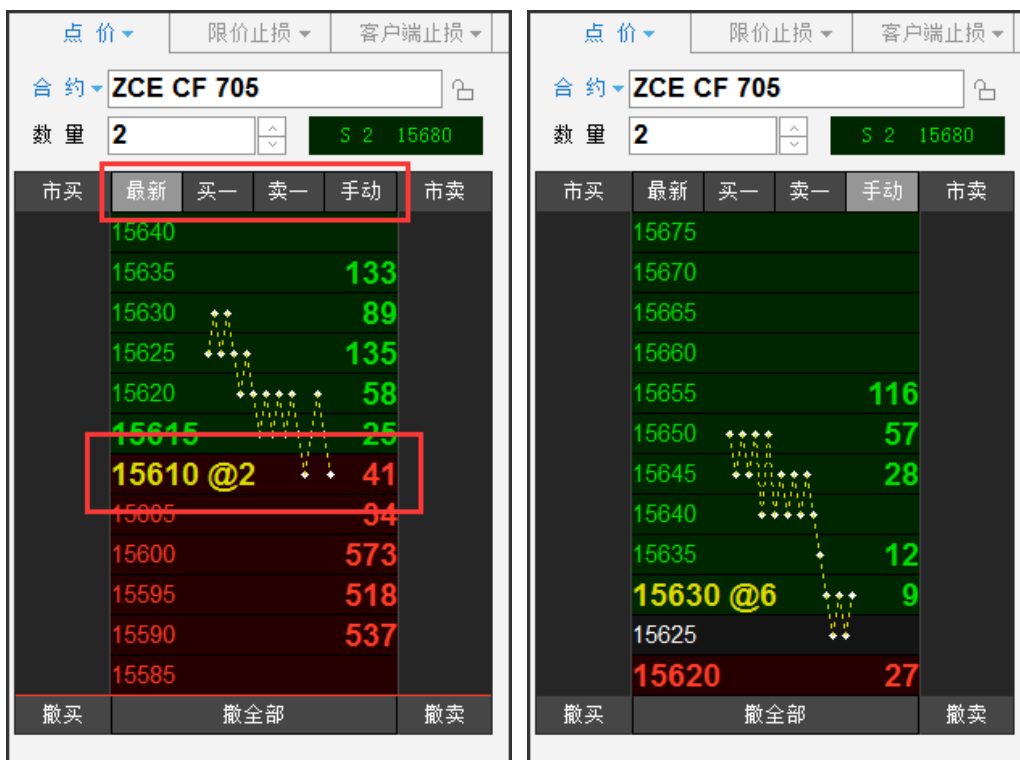 点 价 限价止损 客户端止损
合 约 ZCE CF 705
数 量 2 S 2 15680
市买 最新 买一 卖一 手动 市卖
15640
15635 133
15630 89
15625 135
15620 58
15615 25
15610 @2 41
15605 34
15600 573
15595 518
15590 537
15585
撤买 撤全部 撤卖
点 价 限价止损 客户端止损
合 约 ZCE CF 705
数 量 2 S 2 15680
市买 最新 买一 卖一 手动 市卖
15675
15670
15665
15660
15655 116
15650 57
15645 28
15640
15635 12
15630 @6 9
15625
15620 27
撤买 撤全部 撤卖